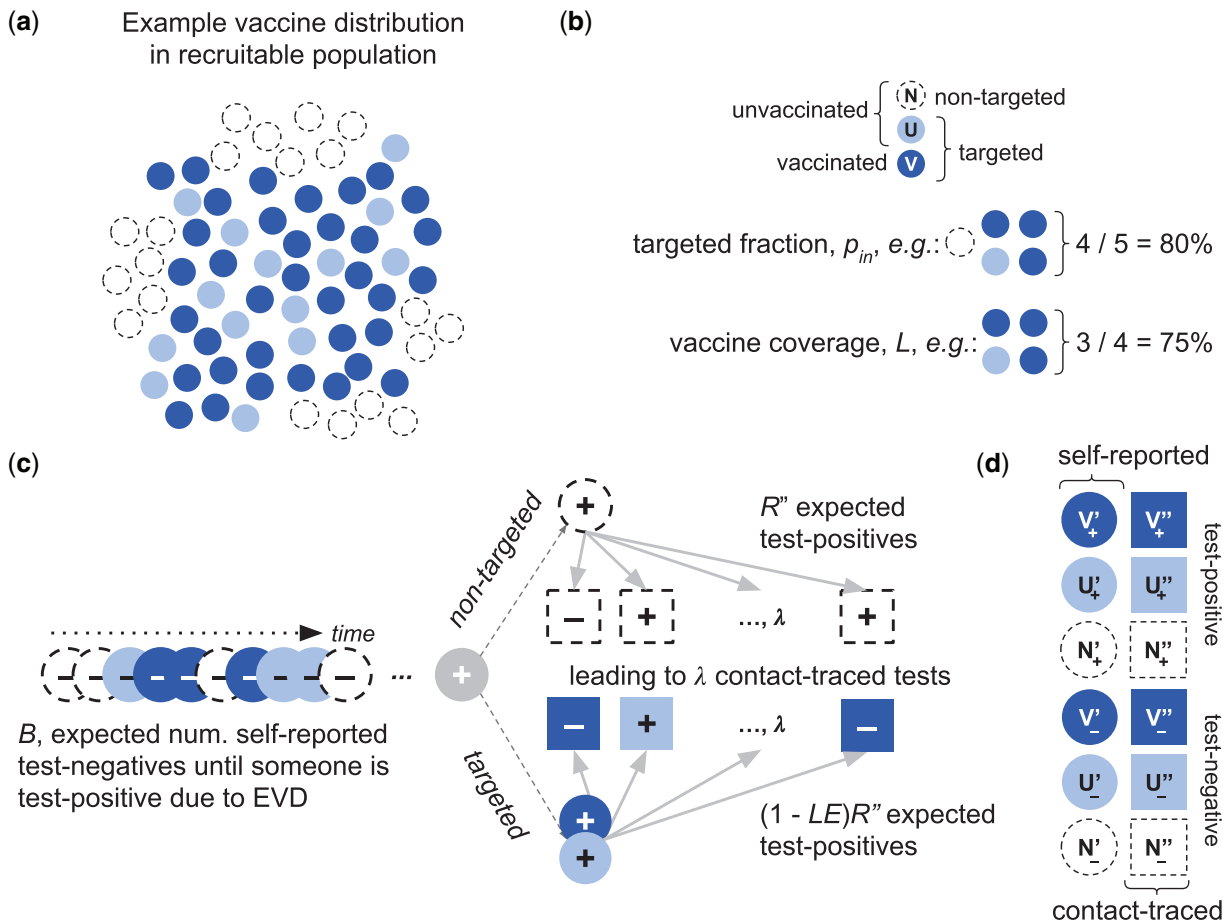 (a)
Example vaccine distribution
in recruitable population
(b)
N non-targeted
unvaccinated
U
vaccinated V
targeted
targeted fraction, p_in, e.g.: 4 / 5 = 80%
vaccine coverage, L, e.g.: 3 / 4 = 75%
(c)
time
– – – – – – – – – – ... +
B, expected num. self-reported
test-negatives until someone is
test-positive due to EVD
non-targeted
targeted
+
R” expected
test-positives
– + ..., λ +
leading to λ contact-traced tests
– + ..., λ –
+
+
(1 - LE)R” expected
test-positives
(d)
self-reported
V'+ V"+
U'+ U"+
N'+ N"+
test-positive
V'– V"–
U'– U"–
N'– N"–
test-negative
contact-traced